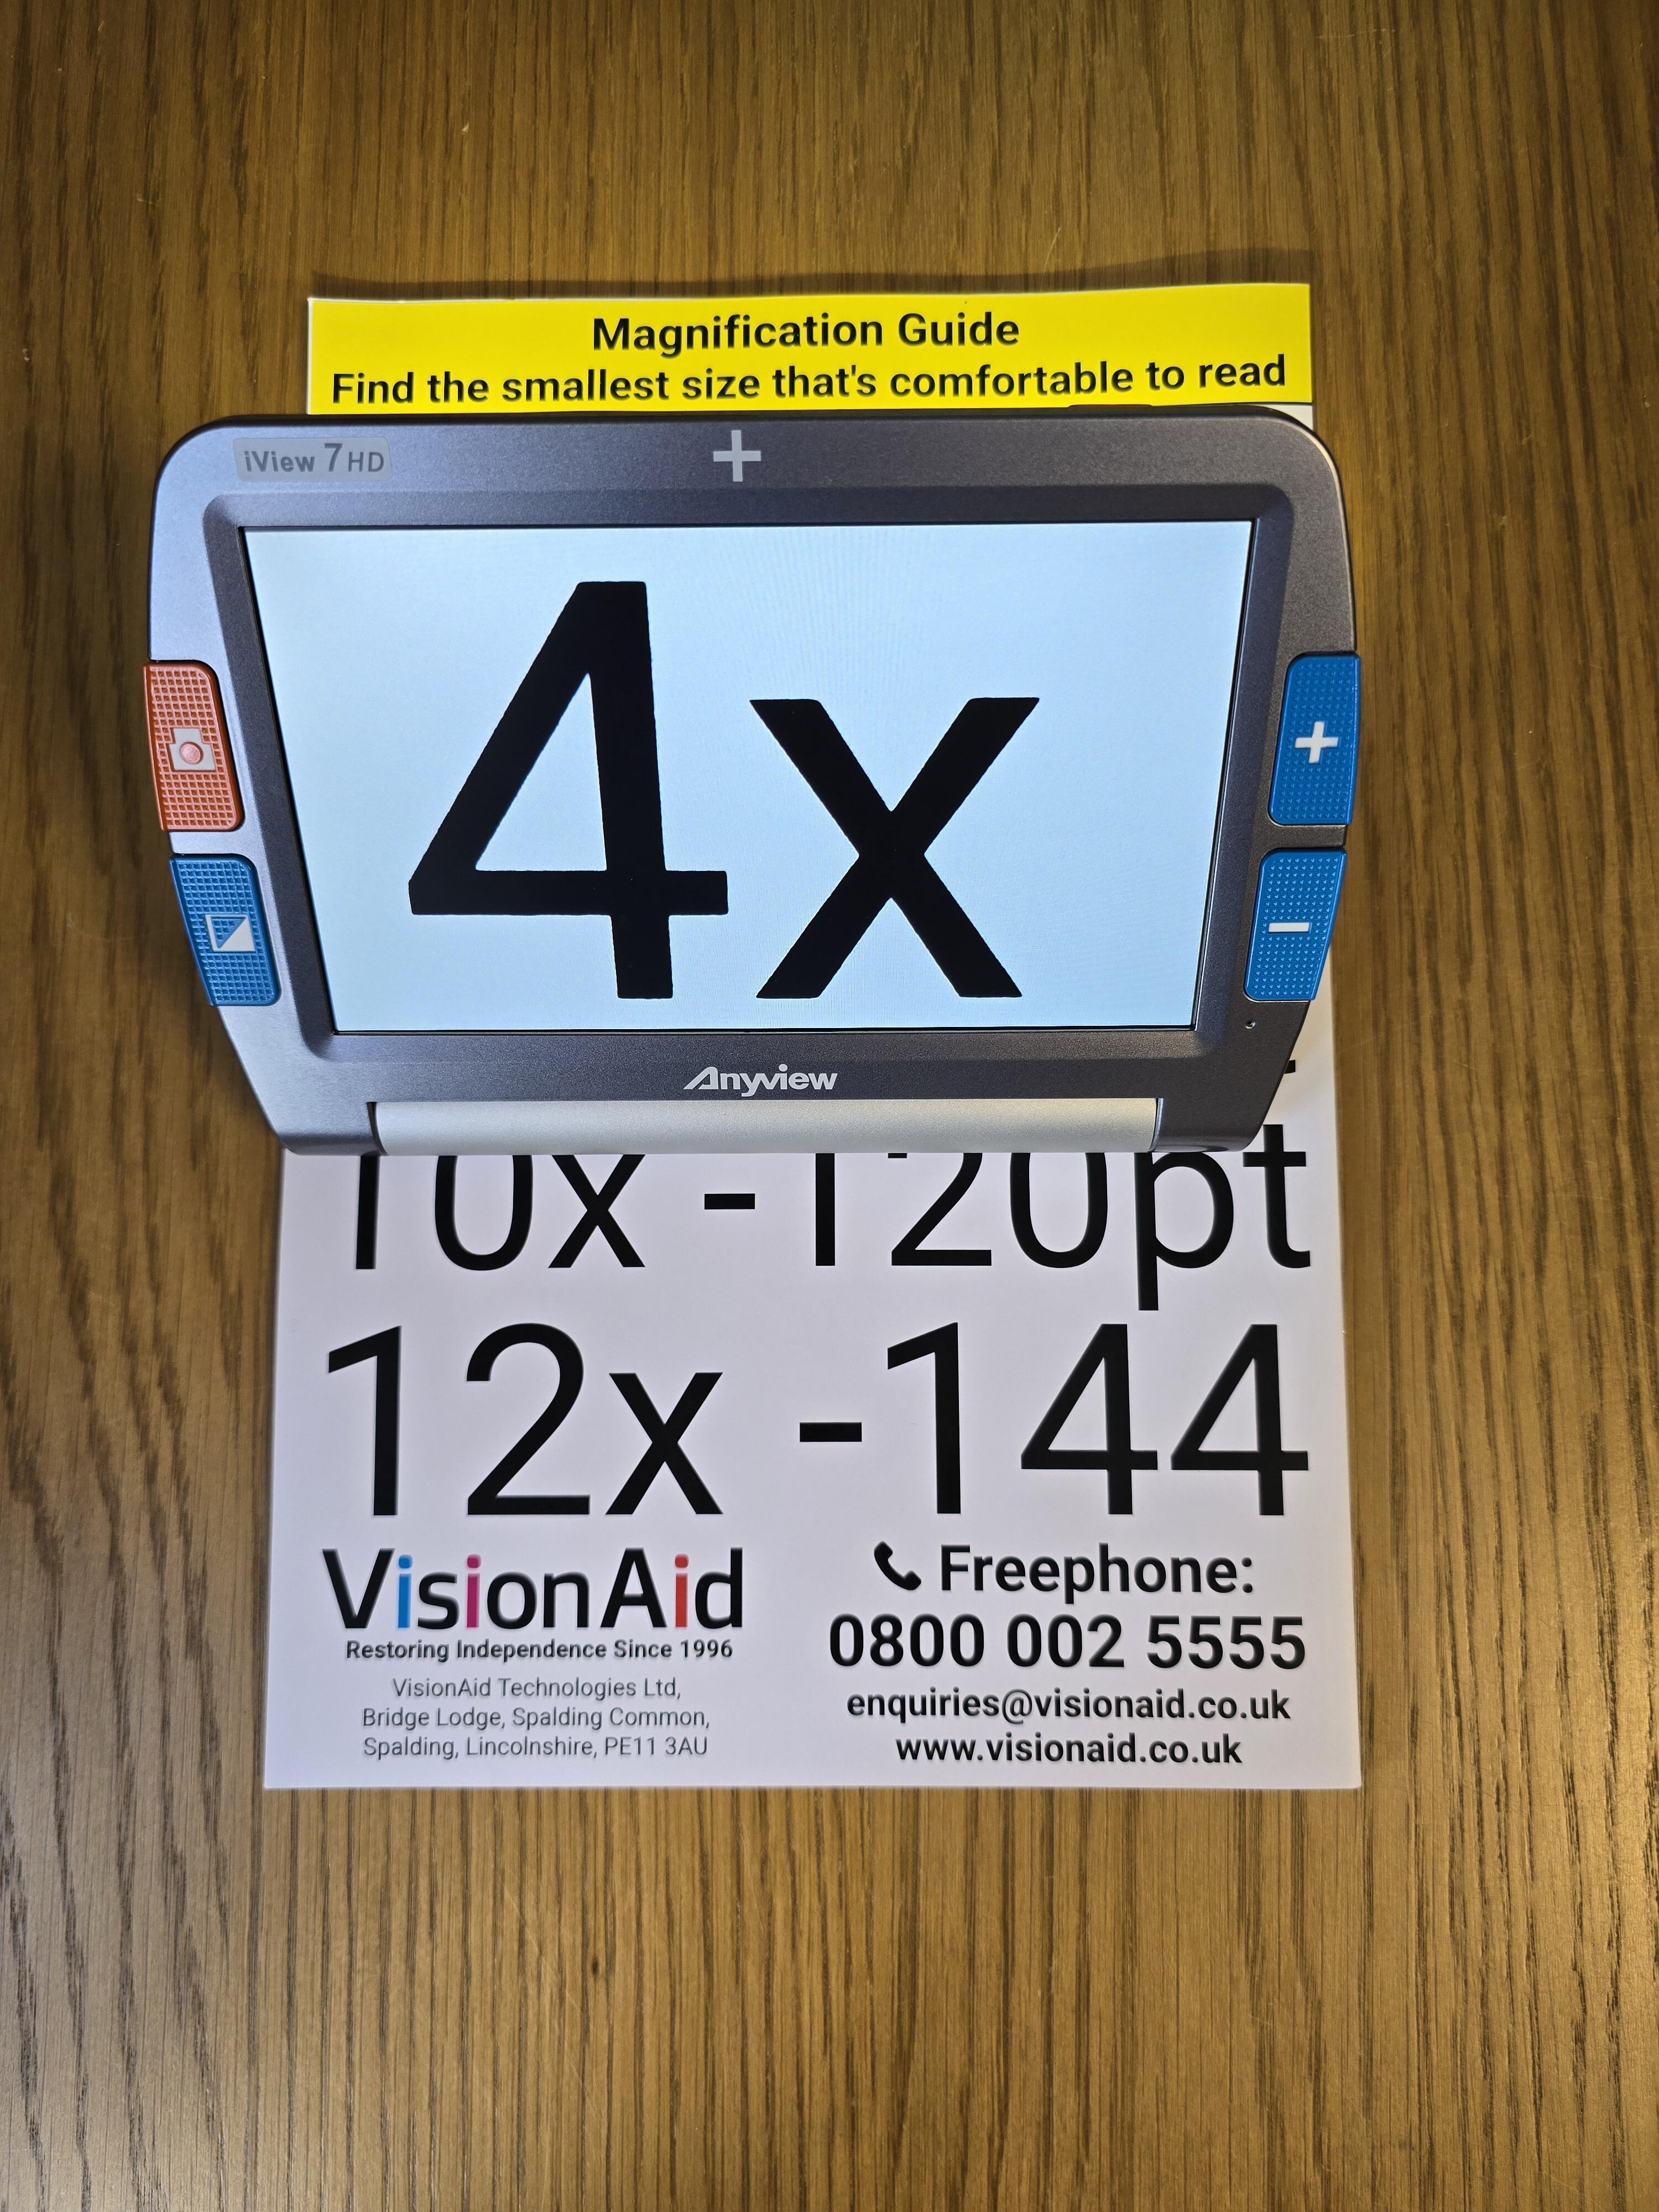 Magnification Guide
Find the smallest size that's comfortable to read
iView 7 HD
4x
Anyview
10x - 120pt
12x - 144
VisionAid
Restoring Independence Since 1996
VisionAid Technologies Ltd,
Bridge Lodge, Spalding Common,
Spalding, Lincolnshire, PE11 3AU
Freephone:
0800 002 5555
enquiries@visionaid.co.uk
www.visionaid.co.uk